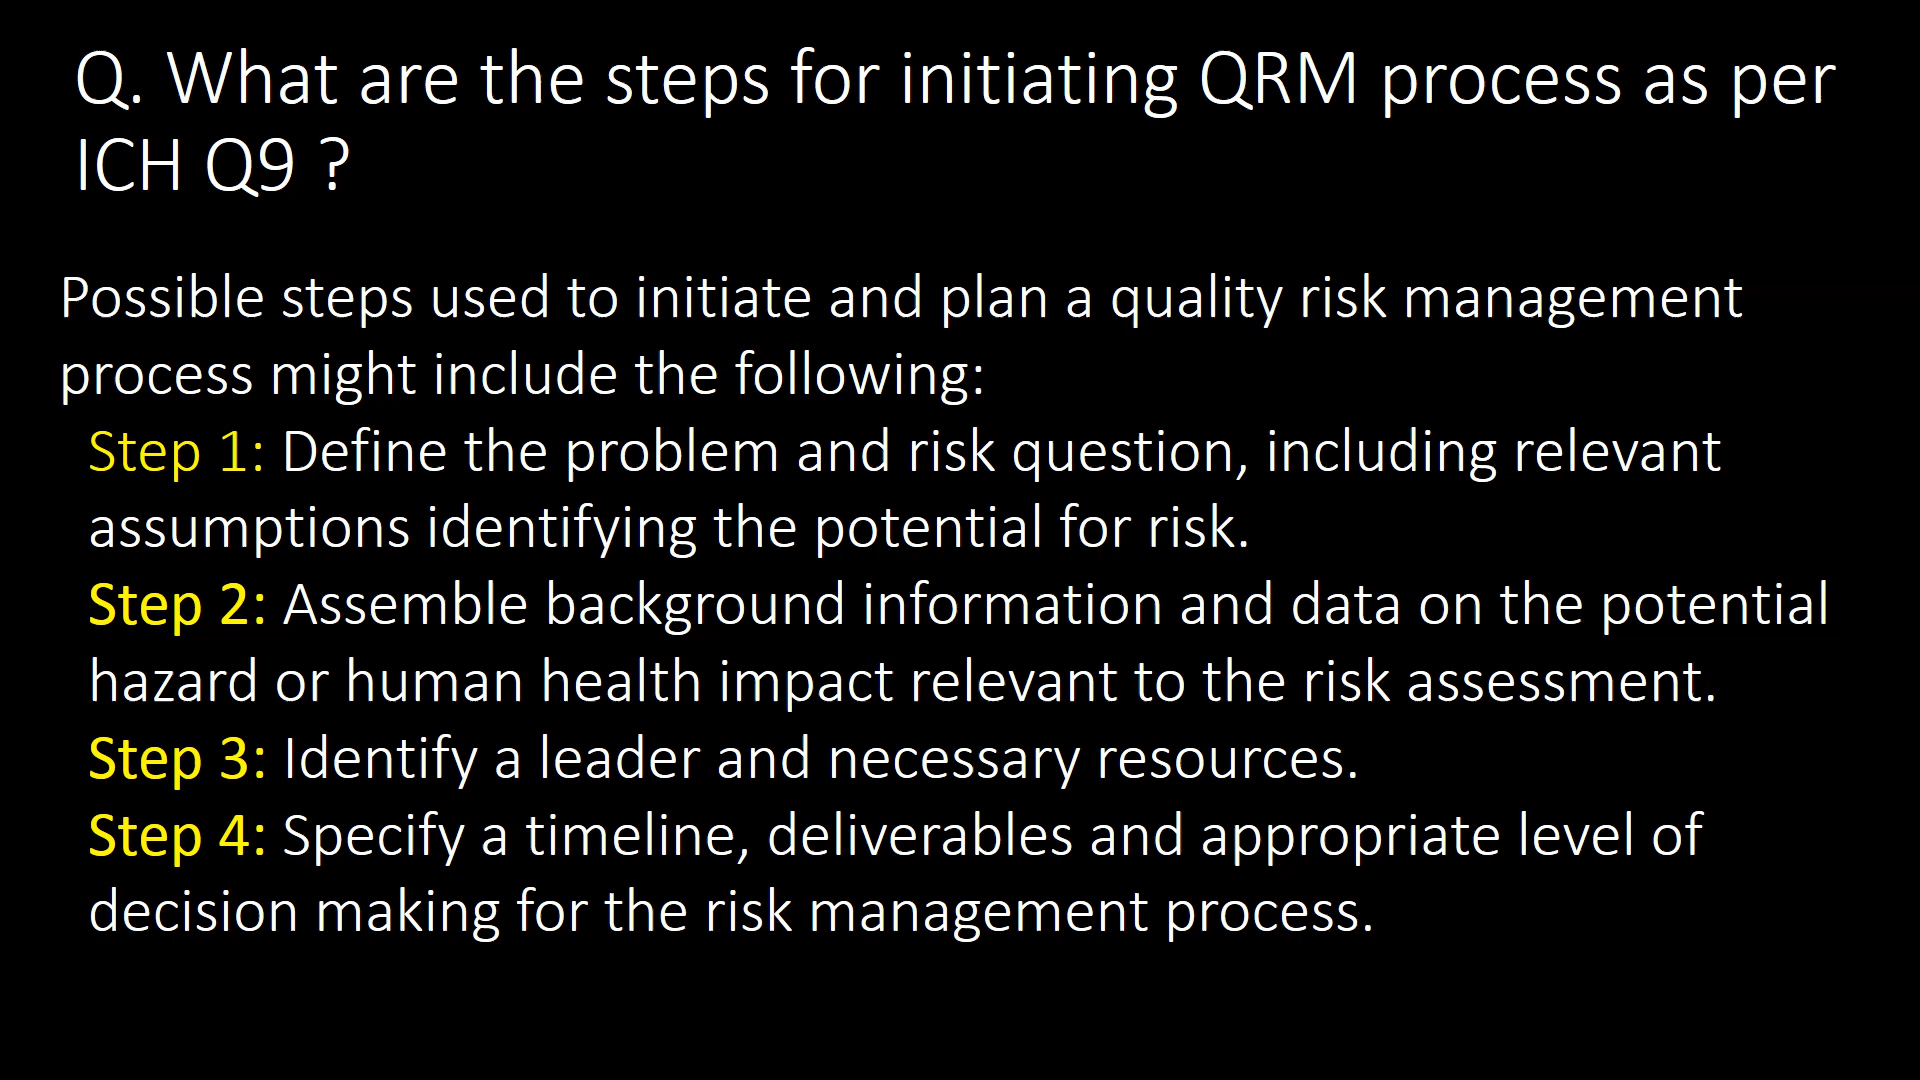 Q. What are the steps for initiating QRM process as per
ICH Q9 ?
Possible steps used to initiate and plan a quality risk management
process might include the following:
Step 1: Define the problem and risk question, including relevant
assumptions identifying the potential for risk.
Step 2: Assemble background information and data on the potential
hazard or human health impact relevant to the risk assessment.
Step 3: Identify a leader and necessary resources.
Step 4: Specify a timeline, deliverables and appropriate level of
decision making for the risk management process.